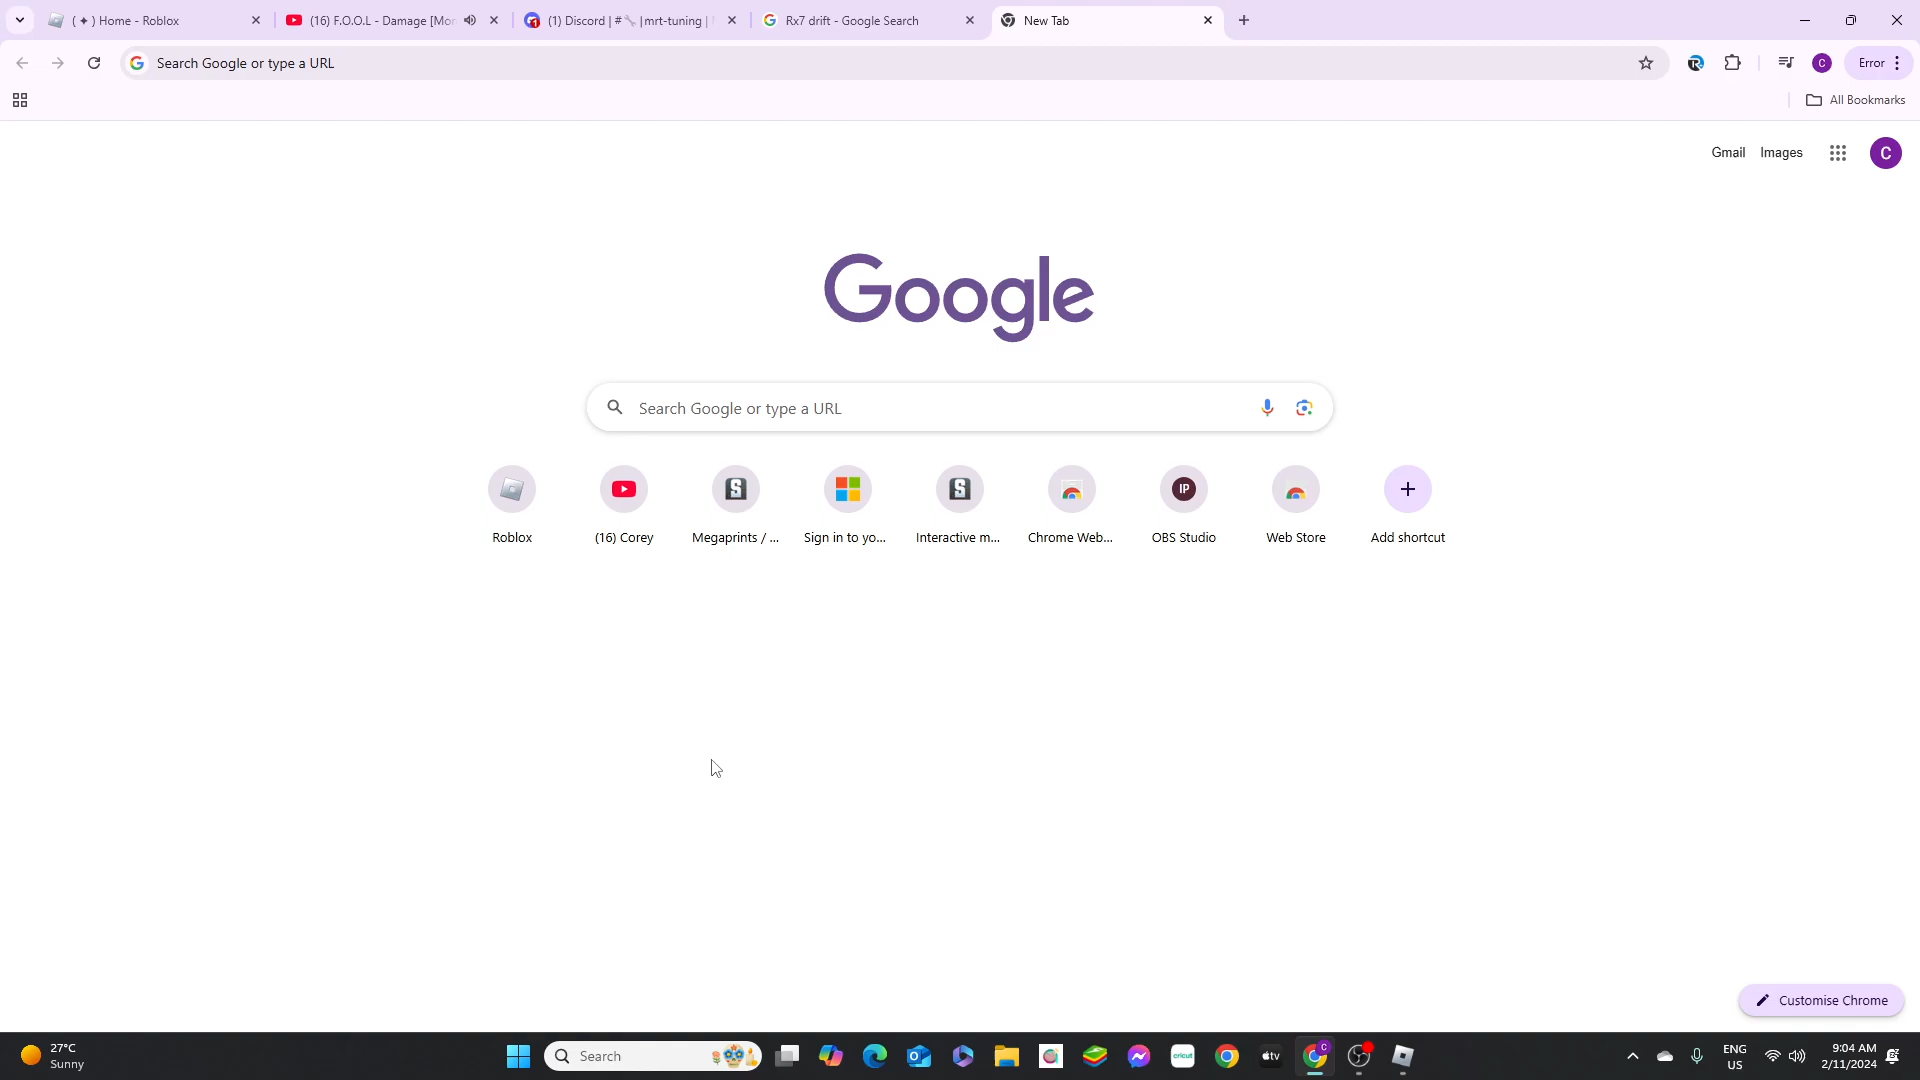 ( ✦ ) Home - Roblox
(16) F.O.O.L - Damage [Mon
(1) Discord | #🔧 | mrt-tuning |
Rx7 drift - Google Search
New Tab
Search Google or type a URL
Error
All Bookmarks
Gmail
Images
C
Google
Search Google or type a URL
Roblox
(16) Corey
Megaprints / ...
Sign in to yo...
Interactive m...
Chrome Web...
OBS Studio
Web Store
Add shortcut
Customise Chrome
27°C
Sunny
Search
cricut
tv
ENG
US
9:04 AM
2/11/2024